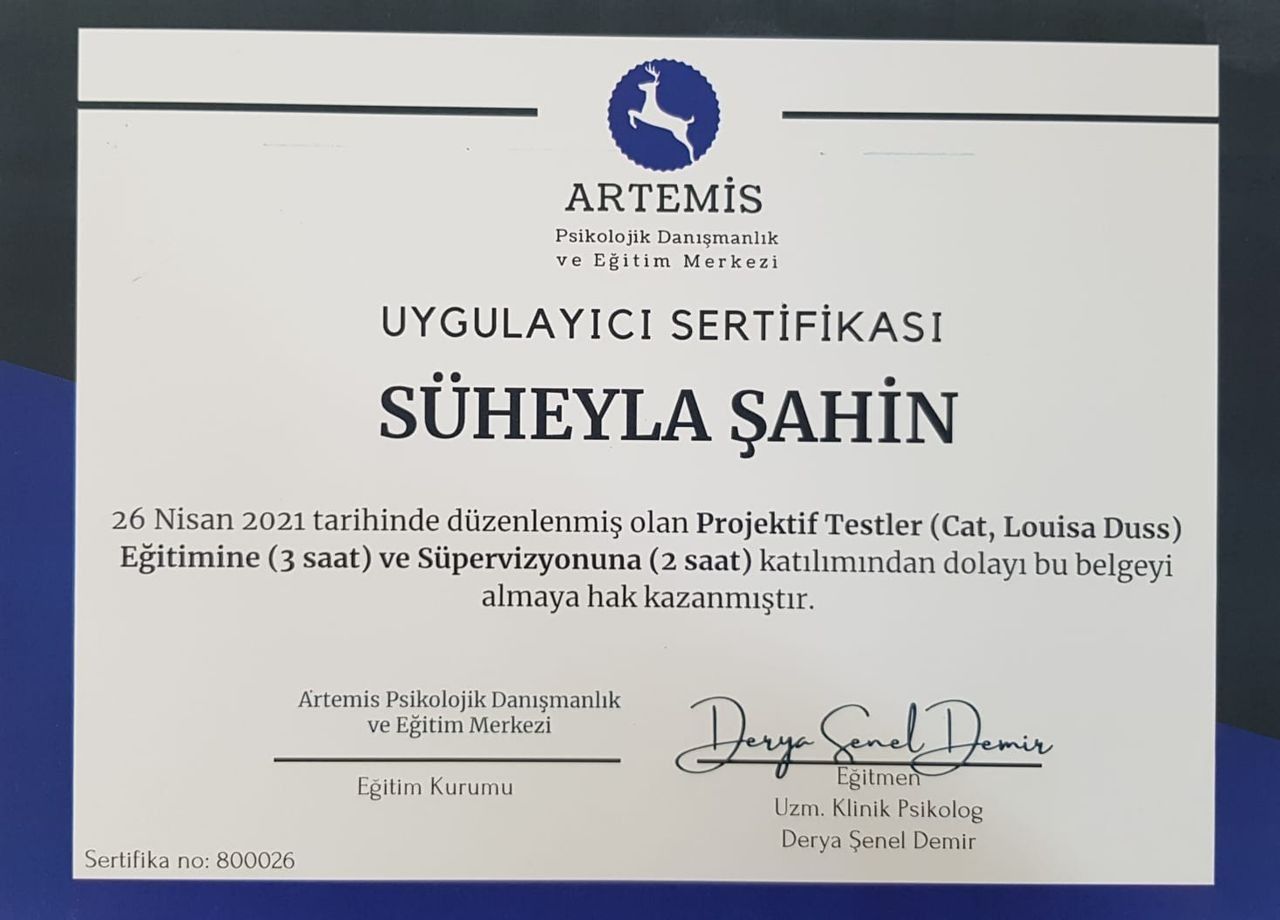 ARTEMİS
Psikolojik Danışmanlık
ve Eğitim Merkezi
UYGULAYICI SERTİFİKASI
SÜHEYLA ŞAHİN
26 Nisan 2021 tarihinde düzenlenmiş olan Projektif Testler (Cat, Louisa Duss)
Eğitimine (3 saat) ve Süpervizyonuna (2 saat) katılımından dolayı bu belgeyi
almaya hak kazanmıştır.
Artemis Psikolojik Danışmanlık
ve Eğitim Merkezi
Eğitim Kurumu
Derya Şenel Demir
Eğitmen
Uzm. Klinik Psikolog
Derya Şenel Demir
Sertifika no: 800026